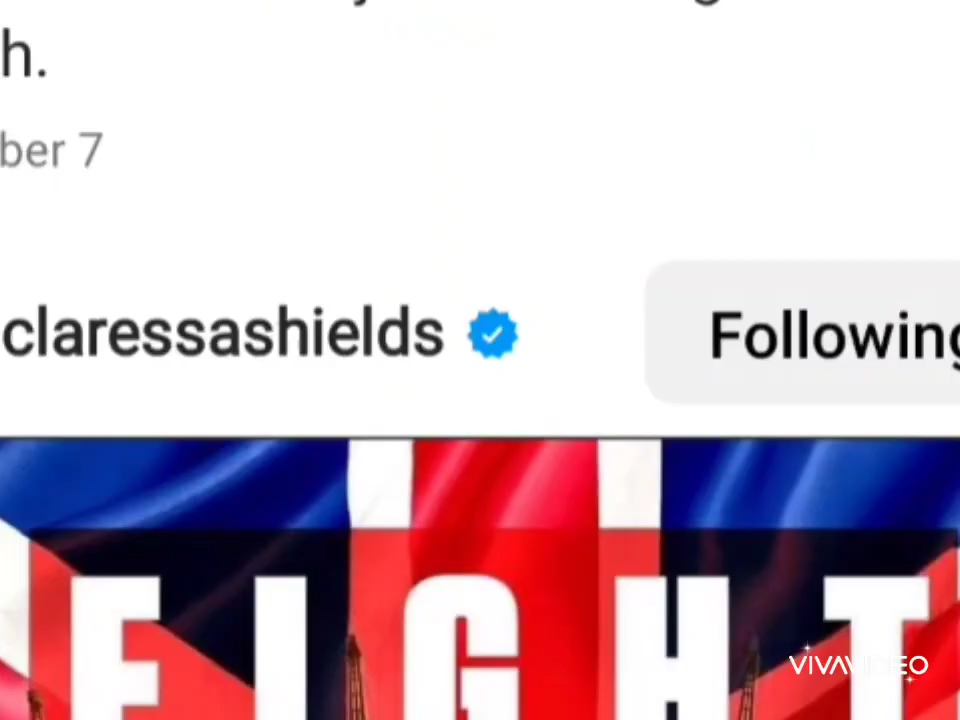 h.
ber 7
claressashields
Following
FIGHT
VIVAVIDEO